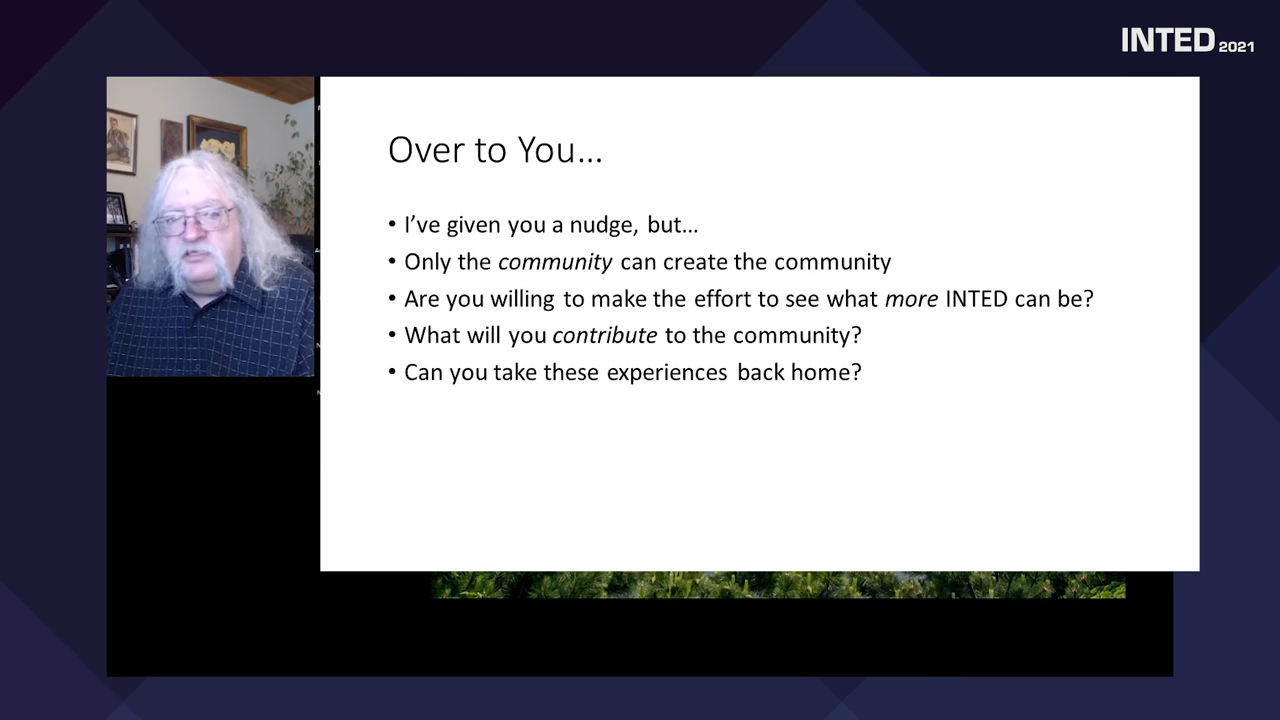 INTED 2021
Over to You...
• I've given you a nudge, but...
• Only the community can create the community
• Are you willing to make the effort to see what more INTED can be?
• What will you contribute to the community?
• Can you take these experiences back home?